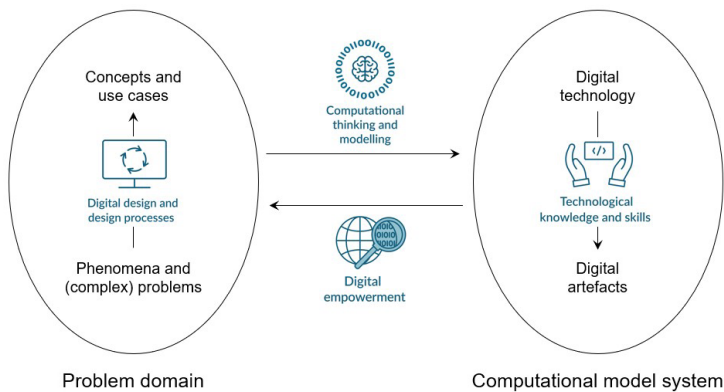 Concepts and
use cases
Digital design and
design processes
Phenomena and
(complex) problems
Problem domain
Computational
thinking and
modelling
Digital
empowerment
Digital
technology
</>
Technological
knowledge and skills
Digital
artefacts
Computational model system